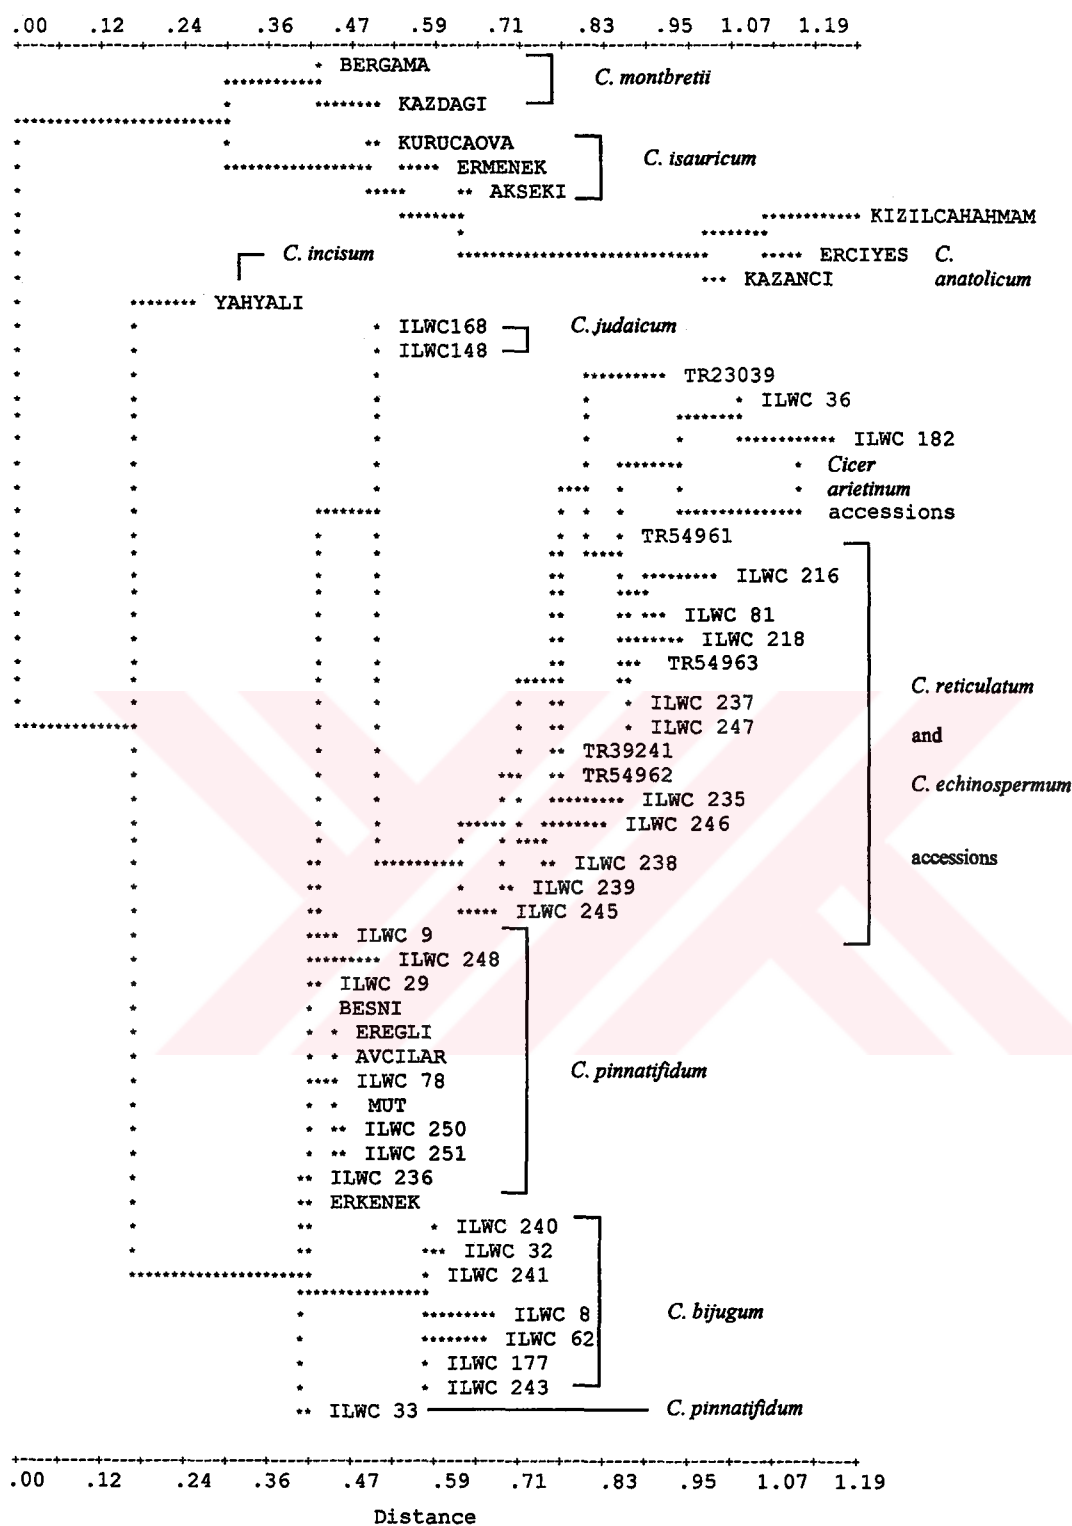 .00 .12 .24 .36 .47 .59 .71 .83 .95 1.07 1.19
BERGAMA
C. montbretii
KAZDAGI
KURUCAOVA
C. isauricum
ERMENEK
AKSEKI
KIZILCAHAHMAM
C. incisum
ERCIYES C.
KAZANCI anatolicum
YAHYALI
ILWC168 C. judaicum
ILWC148
TR23039
ILWC 36
ILWC 182
Cicer
arietinum
accessions
TR54961
ILWC 216
ILWC 81
ILWC 218
TR54963
C. reticulatum
ILWC 237
ILWC 247
and
TR39241
TR54962
C. echinospermum
ILWC 235
ILWC 246
ILWC 238 accessions
ILWC 239
ILWC 245
ILWC 9
ILWC 248
ILWC 29
BESNI
EREGLI
AVCILAR
C. pinnatifidum
ILWC 78
MUT
ILWC 250
ILWC 251
ILWC 236
ERKENEK
ILWC 240
ILWC 32
ILWC 241
ILWC 8 C. bijugum
ILWC 62
ILWC 177
ILWC 243
ILWC 33 C. pinnatifidum
.00 .12 .24 .36 .47 .59 .71 .83 .95 1.07 1.19
Distance